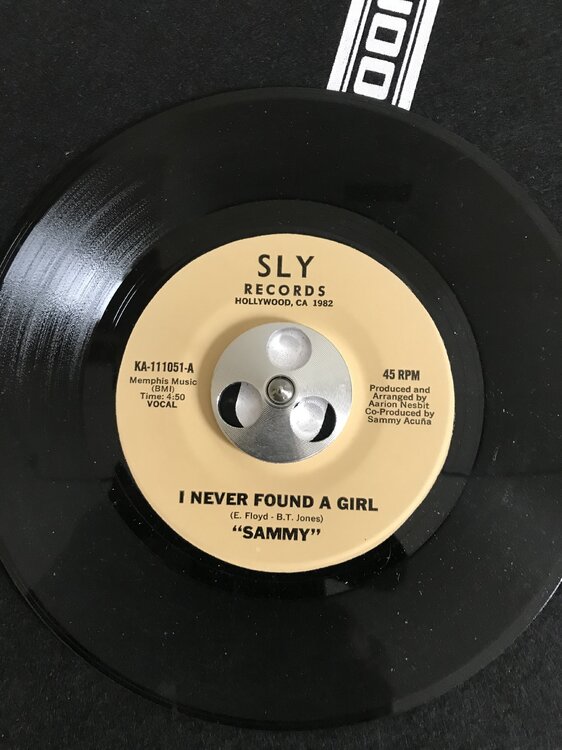 SLY
RECORDS
HOLLYWOOD, CA 1982
KA-111051-A
Memphis Music
(BMI)
Time: 4:50
VOCAL
45 RPM
Produced and
Arranged by
Aarion Nesbit
Co-Produced by
Sammy Acuña
I NEVER FOUND A GIRL
(E. Floyd - B.T. Jones)
“SAMMY”